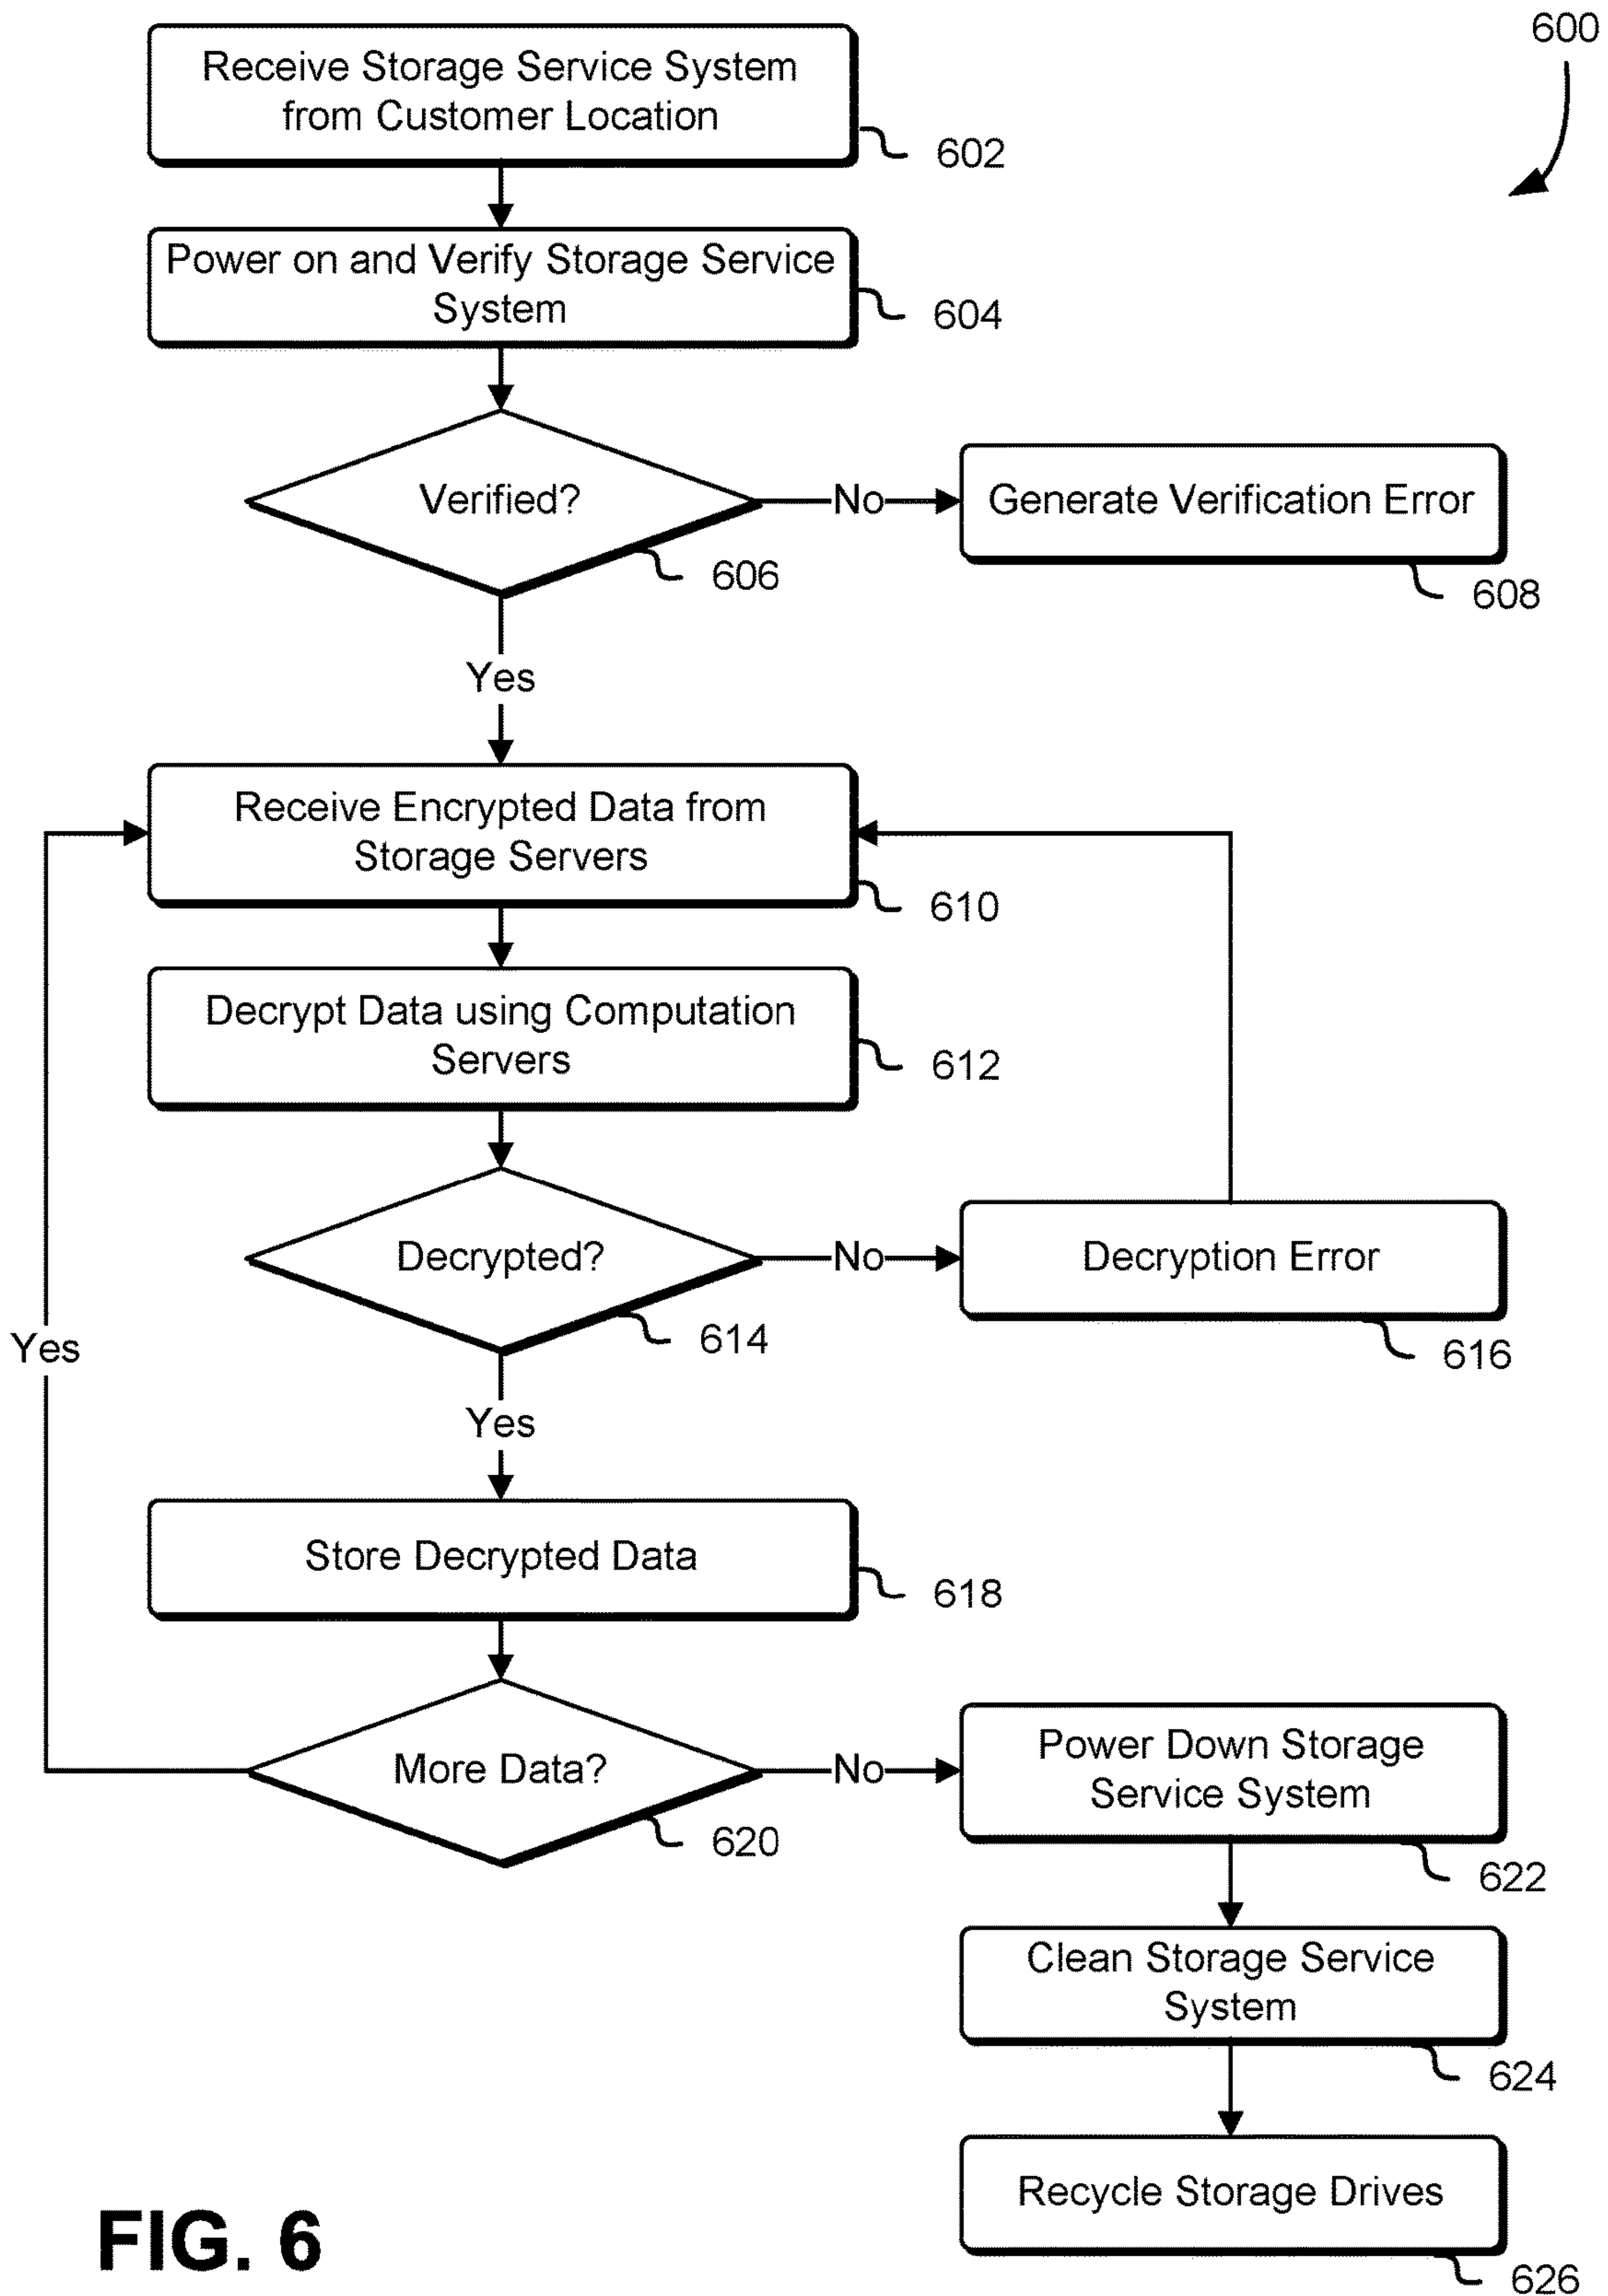 600
Receive Storage Service System
from Customer Location
602
Power on and Verify Storage Service
System
604
Verified?
No
Generate Verification Error
606
608
Yes
Receive Encrypted Data from
Storage Servers
610
Decrypt Data using Computation
Servers
612
Decrypted?
No
Decryption Error
614
616
Yes
Yes
Store Decrypted Data
618
More Data?
No
Power Down Storage
Service System
620
622
Clean Storage Service
System
624
Recycle Storage Drives
626
FIG. 6